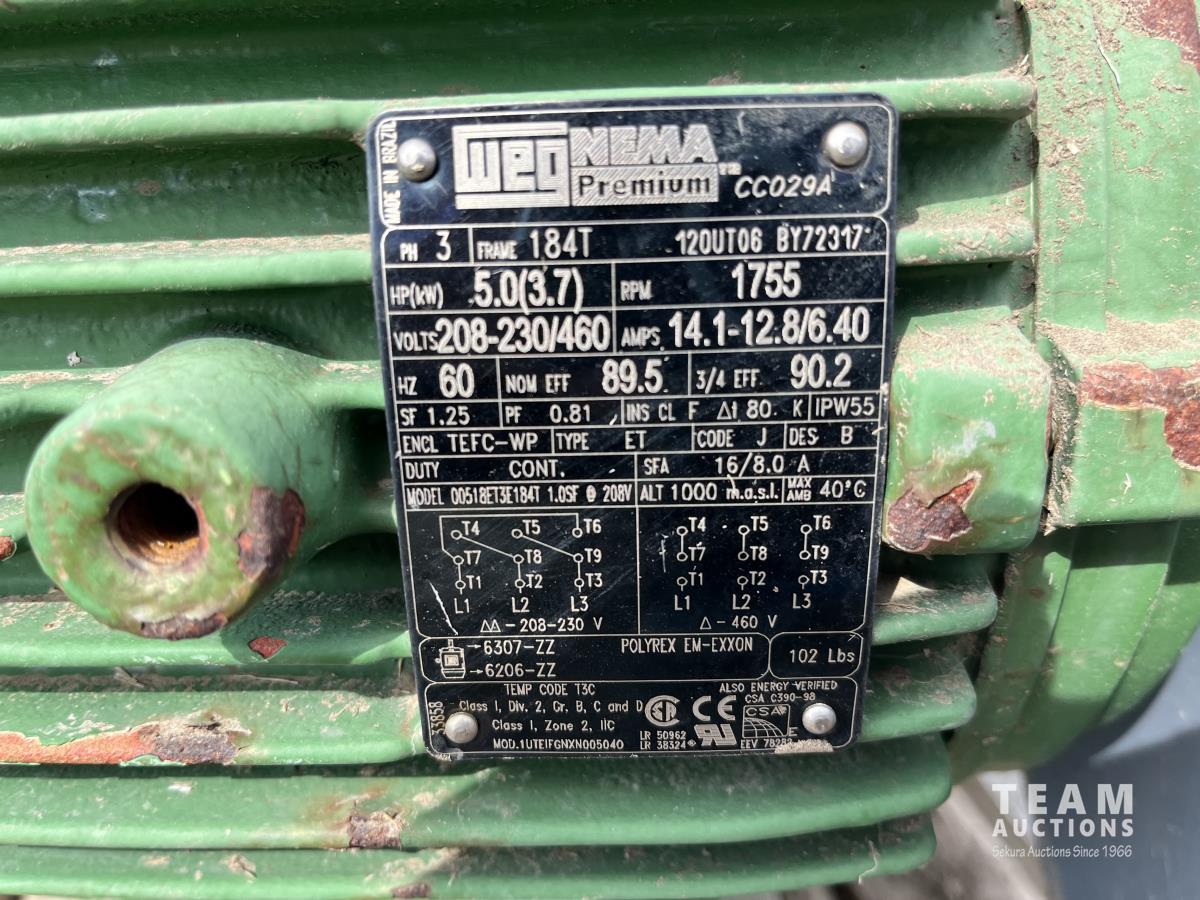 MADE IN BRAZIL
WEG NEMA Premium™ CC029A
PH 3 FRAME 184T 12OUT06 BY72317
HP(kW) 5.0(3.7) RPM 1755
VOLTS 208-230/460 AMPS 14.1-12.8/6.40
HZ 60 NOM EFF 89.5 3/4 EFF. 90.2
SF 1.25 PF 0.81 INS CL F Δt 80 K IPW55
ENCL TEFC-WP TYPE ET CODE J DES B
DUTY CONT. SFA 16/8.0 A
MODEL 00518ET3E184T 1.0SF @ 208V ALT 1000 m.a.s.l. MAX AMB 40°C
T4 T5 T6 T4 T5 T6
T7 T8 T9 T7 T8 T9
T1 T2 T3 T1 T2 T3
L1 L2 L3 L1 L2 L3
ΔΔ - 208-230 V Δ - 460 V
→6307-ZZ POLYREX EM-EXXON
→6206-ZZ 102 Lbs
33858
TEMP CODE T3C
Class I, Div. 2, Gr. B, C and D
Class I, Zone 2, IIC
MOD.1UTEIFGNXN005040
LR 50962
LR 38324
ALSO ENERGY VERIFIED
CSA C390-98
CSA
EEV 78282
TEAM
AUCTIONS
Sekura Auctions Since 1966